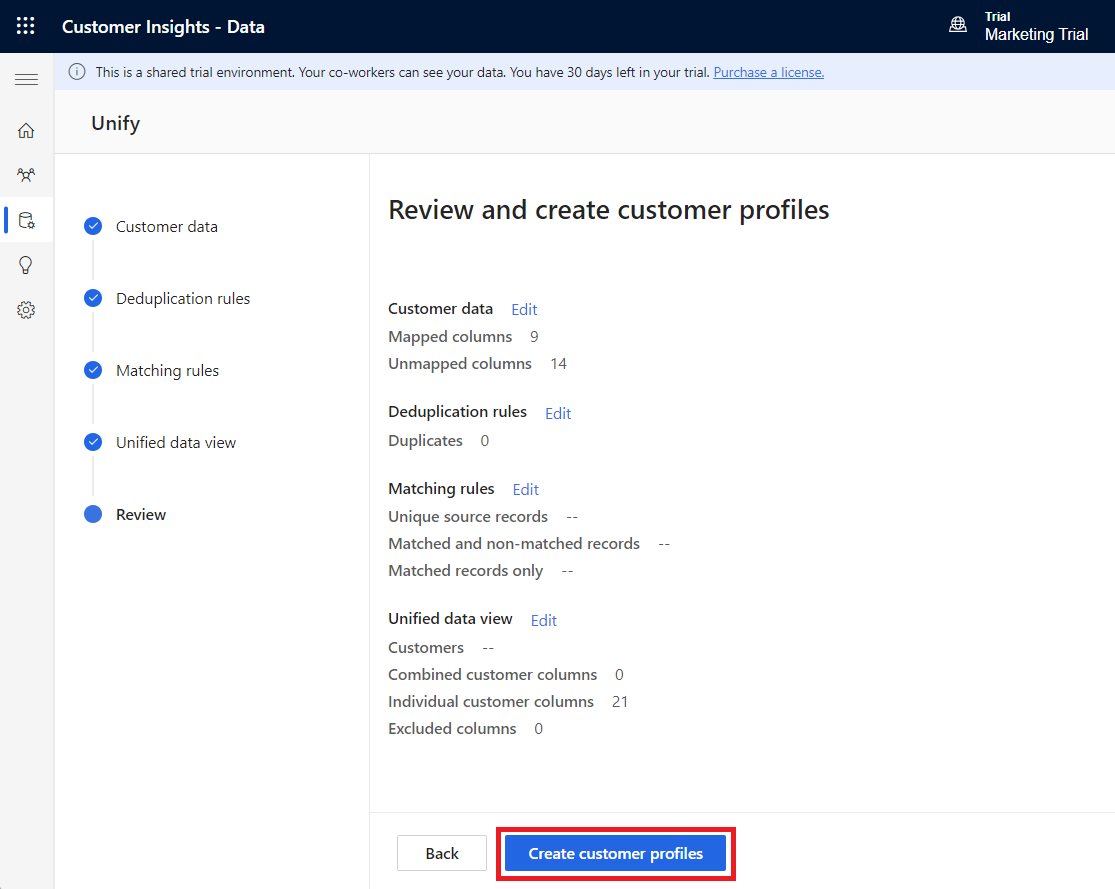 Customer Insights - Data
Trial
Marketing Trial
This is a shared trial environment. Your co-workers can see your data. You have 30 days left in your trial. Purchase a license.
Unify
Customer data
Deduplication rules
Matching rules
Unified data view
Review
Review and create customer profiles
Customer data Edit
Mapped columns 9
Unmapped columns 14
Deduplication rules Edit
Duplicates 0
Matching rules Edit
Unique source records --
Matched and non-matched records --
Matched records only --
Unified data view Edit
Customers --
Combined customer columns 0
Individual customer columns 21
Excluded columns 0
Back Create customer profiles